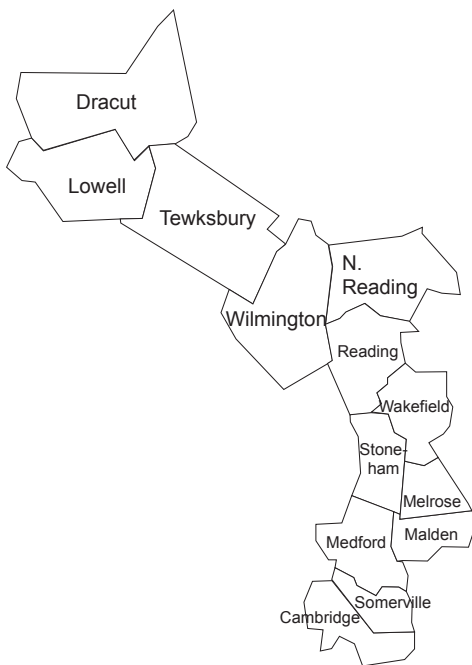 Dracut
Lowell
Tewksbury
N.
Reading
Wilmington
Reading
Wakefield
Stone-
ham
Melrose
Malden
Medford
Somerville
Cambridge